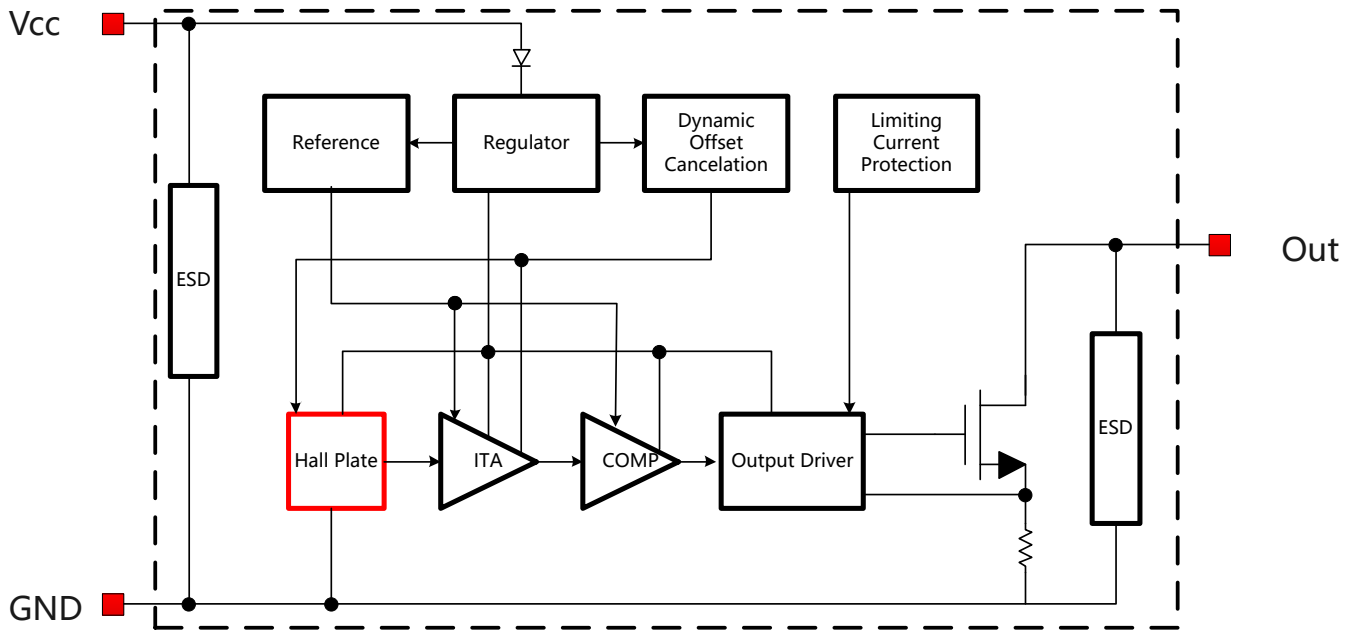 Vcc
Reference
Regulator
Dynamic
Offset
Cancelation
Limiting
Current
Protection
ESD
Out
Hall Plate
ITA
COMP
Output Driver
ESD
GND